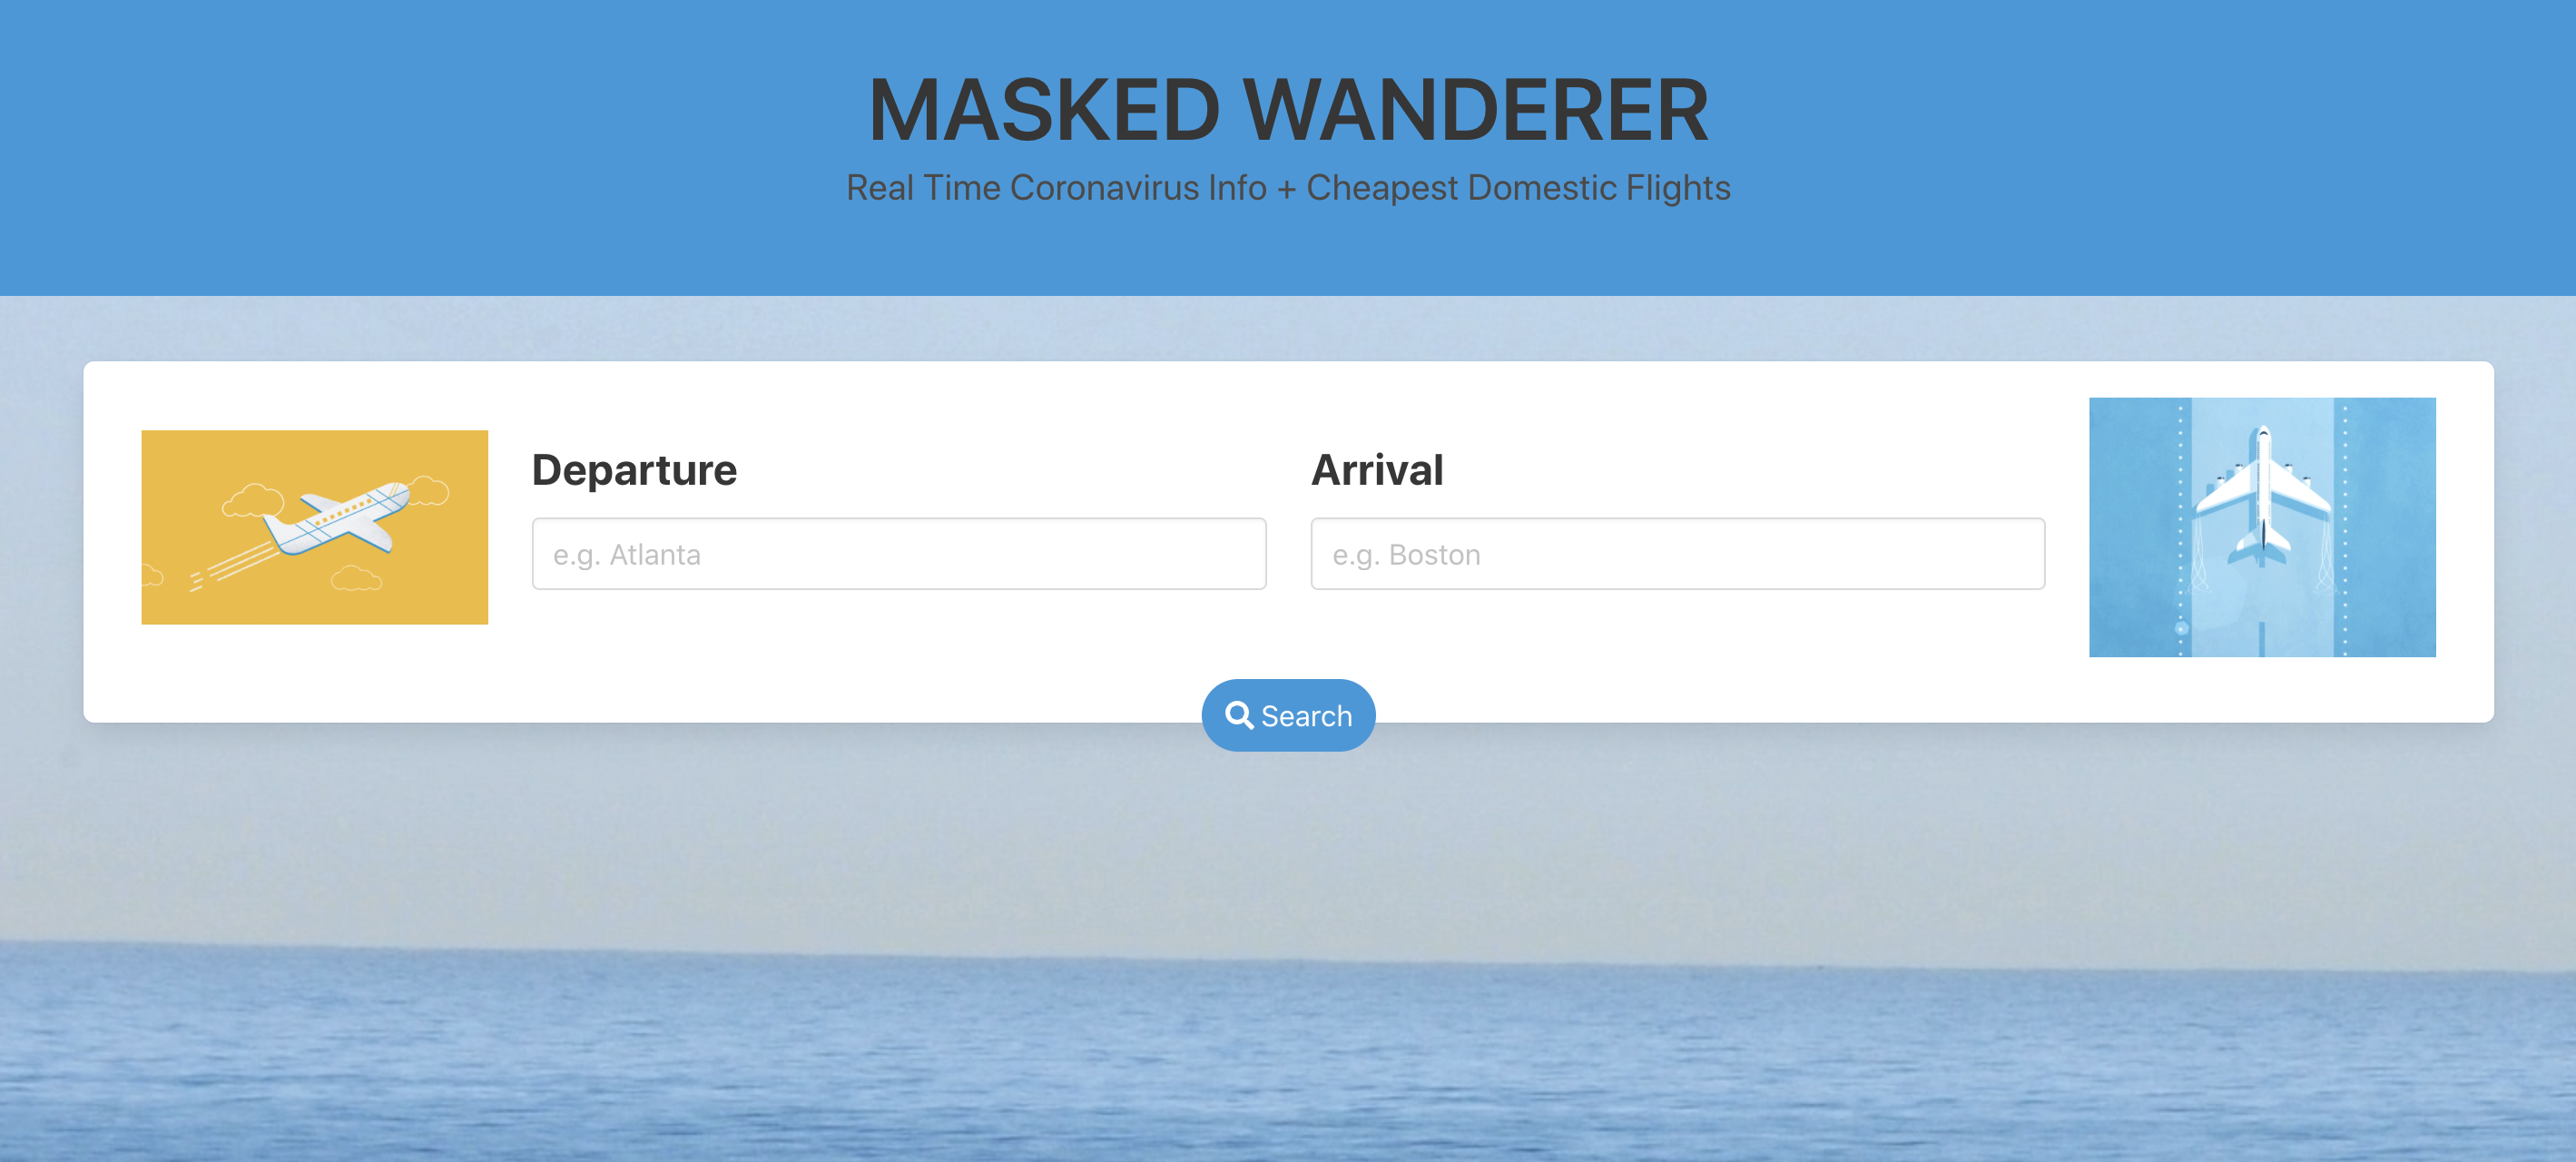 MASKED WANDERER
Real Time Coronavirus Info + Cheapest Domestic Flights
Departure
Arrival
e.g. Atlanta
e.g. Boston
Search